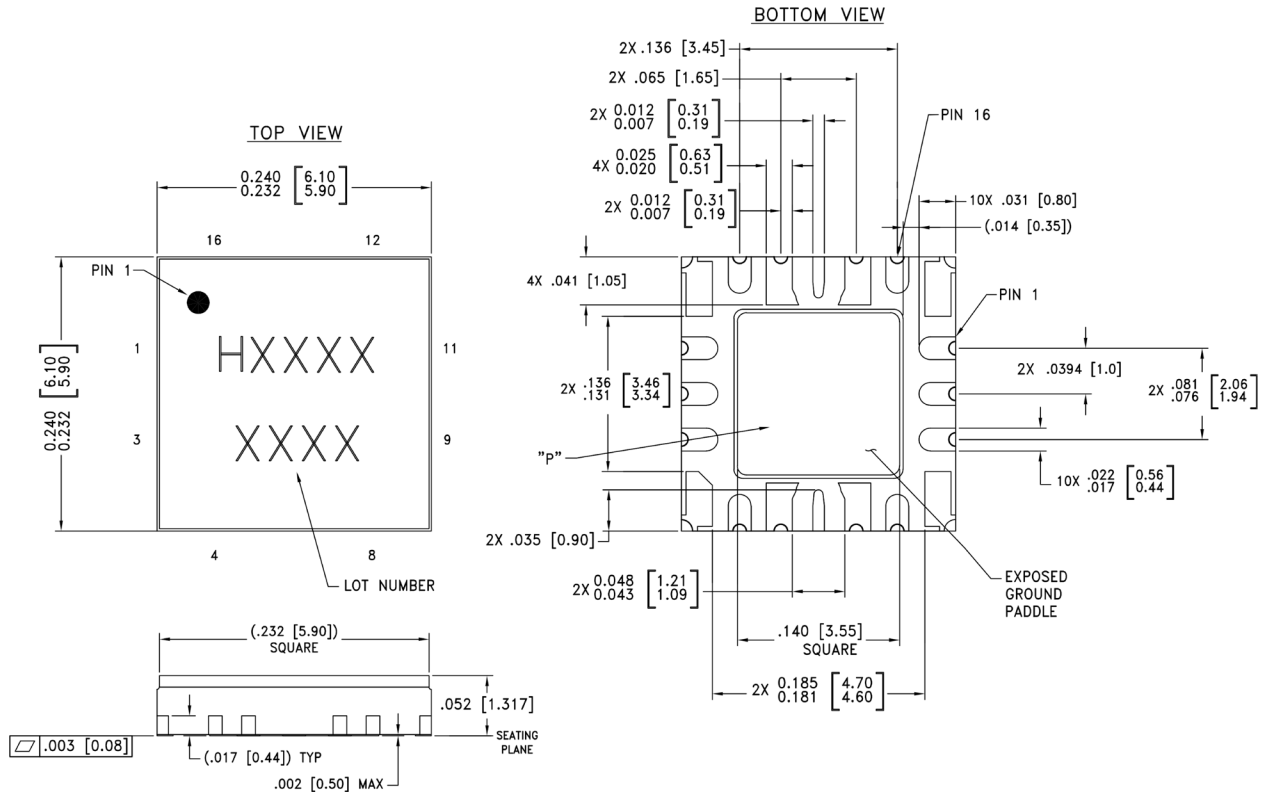 BOTTOM VIEW
2X .136 [3.45]
2X .065 [1.65]
2X 0.012 [0.31]
0.007 [0.19]
PIN 16
4X 0.025 [0.63]
0.020 [0.51]
2X 0.012 [0.31]
0.007 [0.19]
10X .031 [0.80]
(.014 [0.35])
4X .041 [1.05]
PIN 1
2X .0394 [1.0]
2X .136 [3.46]
.131 [3.34]
2X .081 [2.06]
.076 [1.94]
"P"
10X .022 [0.56]
.017 [0.44]
2X .035 [0.90]
2X 0.048 [1.21]
0.043 [1.09]
EXPOSED
GROUND
PADDLE
.140 [3.55]
SQUARE
2X 0.185 [4.70]
0.181 [4.60]
TOP VIEW
0.240 [6.10]
0.232 [5.90]
16 12
PIN 1
1 HXXXX 11
0.240 [6.10]
0.232 [5.90]
3 XXXX 9
4 8
LOT NUMBER
(.232 [5.90])
SQUARE
.052 [1.317]
SEATING
PLANE
.003 [0.08]
(.017 [0.44]) TYP
.002 [0.50] MAX